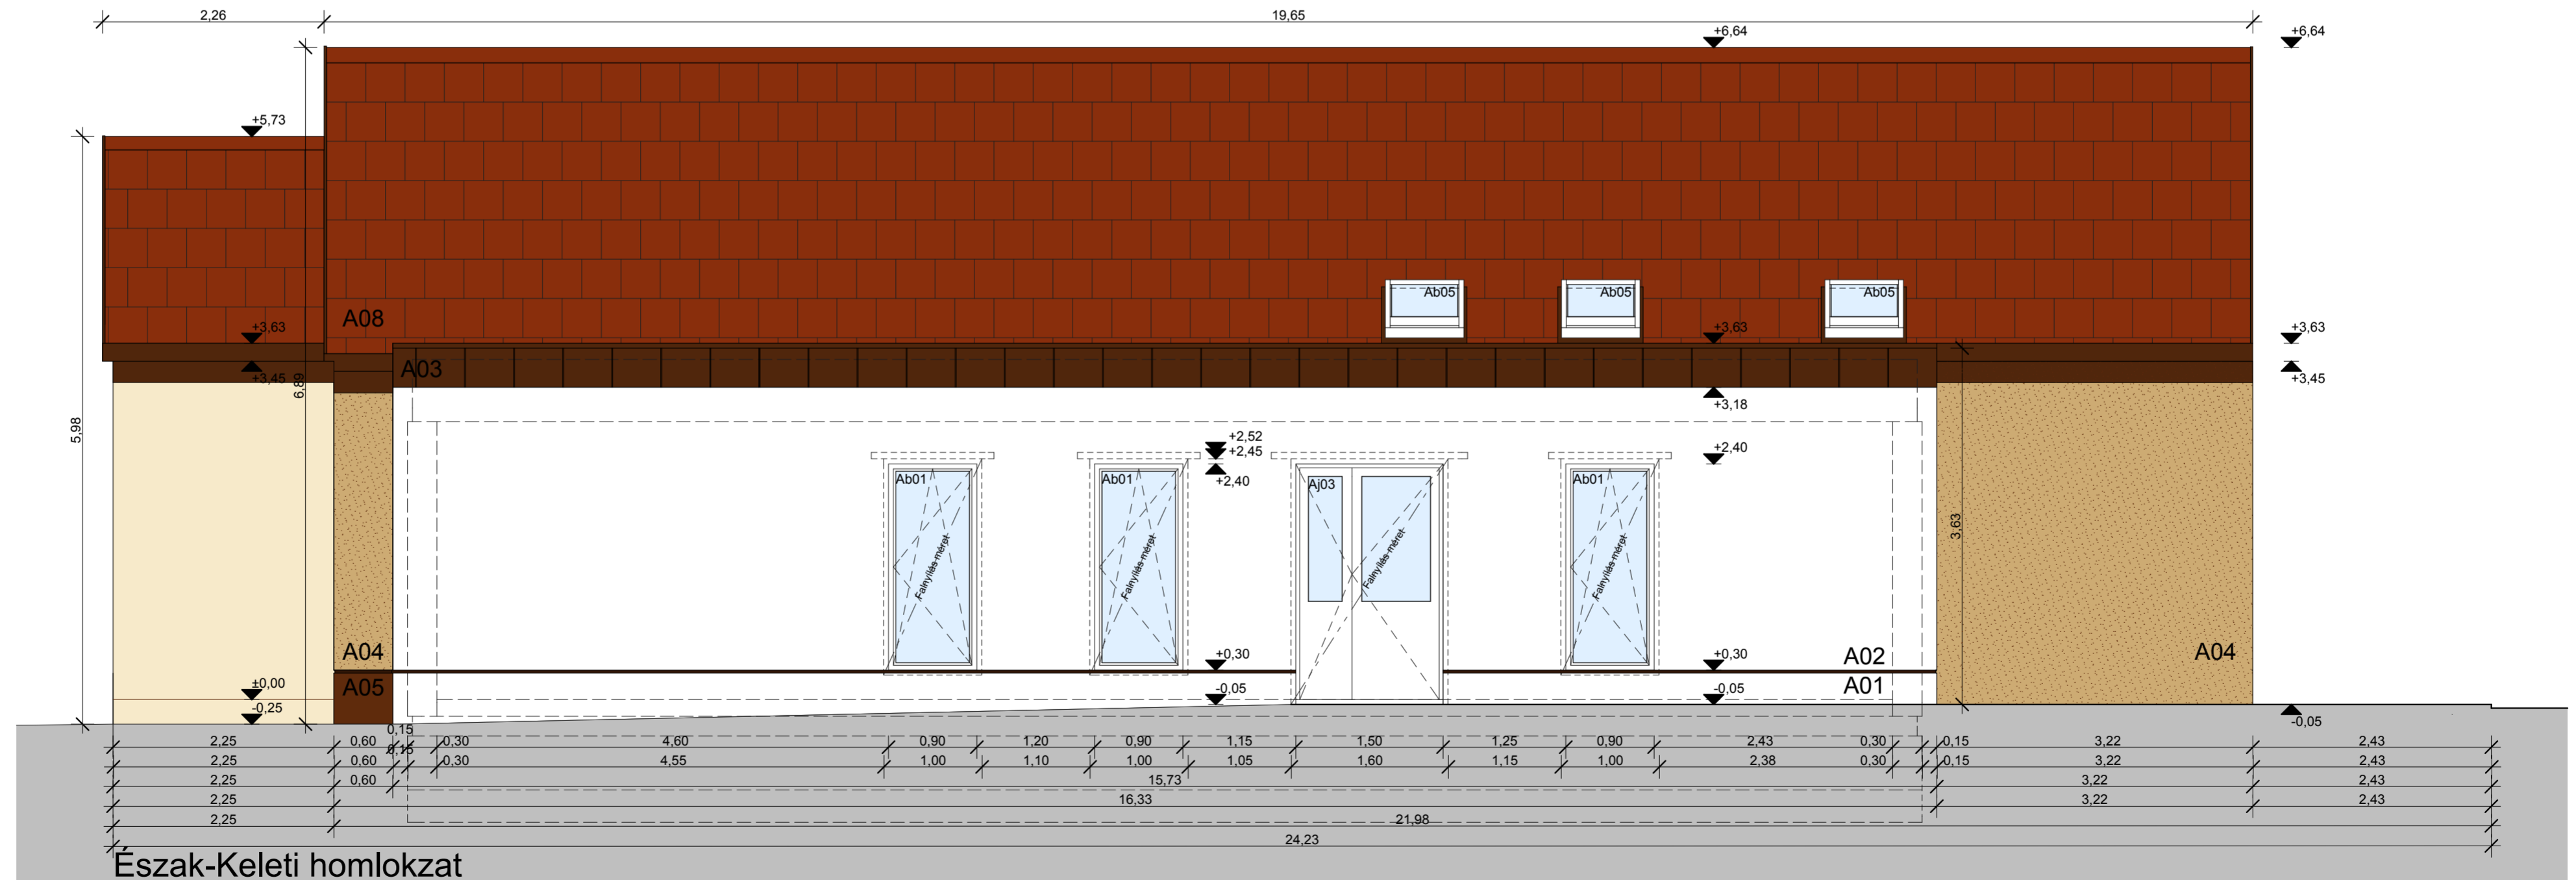 2,26 19,65
+6,64 +6,64
+5,73
Ab05 Ab05 Ab05
A08
+3,63 +3,63 +3,63
A03
+3,45 6,89 +3,45
+3,18
5,98
+2,52
+2,45 +2,40
+2,40
Ab01 Ab01 Aj03 Ab01
3,63
Falnyílás méret Falnyílás méret Falnyílás méret Falnyílás méret
A04 +0,30 +0,30 A02 A04
A05 A01
±0,00 -0,05 -0,05
-0,25
-0,05
0,15
2,25 0,60 0,30 4,60 0,90 1,20 0,90 1,15 1,50 1,25 0,90 2,43 0,30 0,15 3,22 2,43
0,15
2,25 0,60 0,30 4,55 1,00 1,10 1,00 1,05 1,60 1,15 1,00 2,38 0,30 0,15 3,22 2,43
2,25 0,60 15,73 3,22 2,43
2,25 16,33 3,22 2,43
2,25 21,98
24,23
Észak-Keleti homlokzat